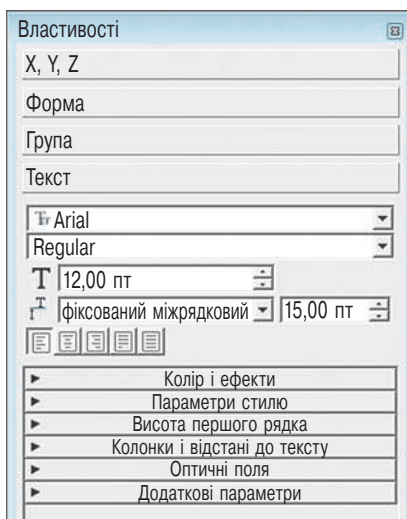 Властивості
X, Y, Z
Форма
Група
Текст
Arial
Regular
12,00 пт
фіксований міжрядковий 15,00 пт
Колір і ефекти
Параметри стилю
Висота першого рядка
Колонки і відстані до тексту
Оптичні поля
Додаткові параметри